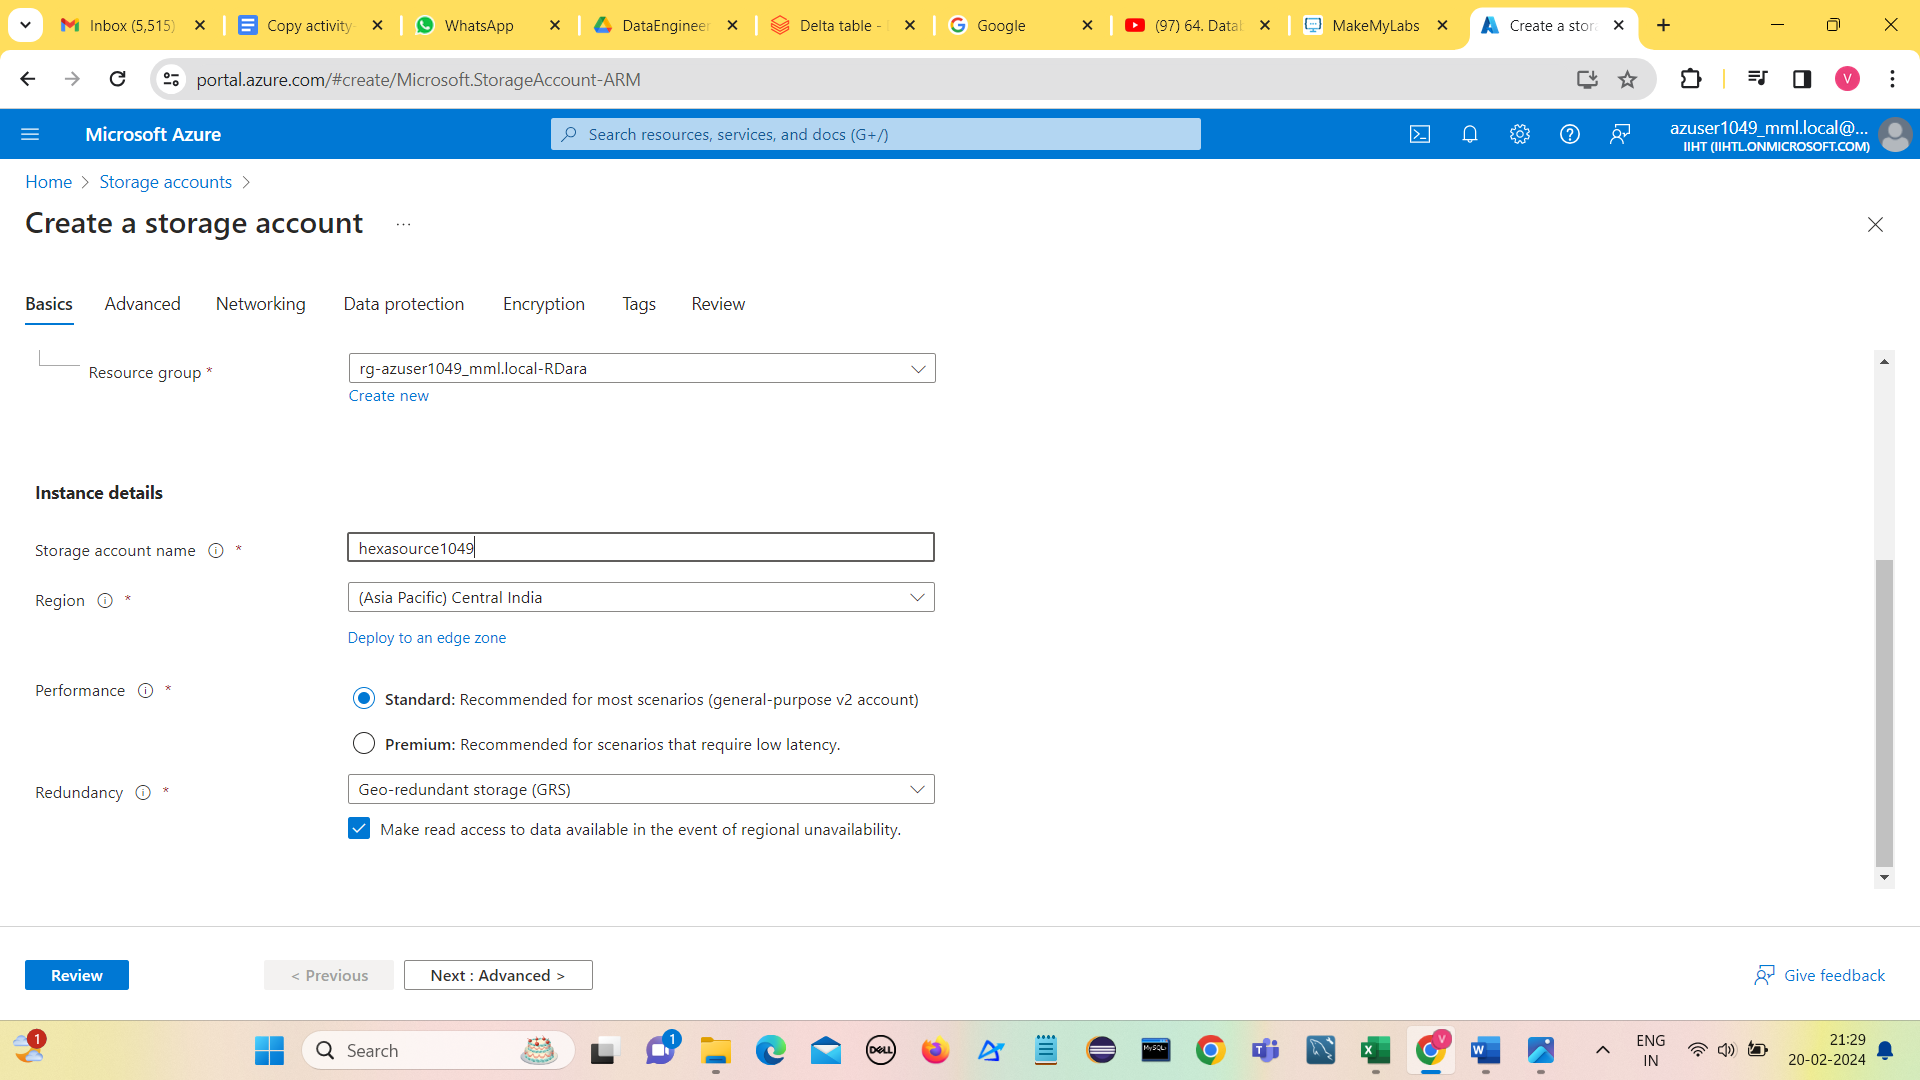 Inbox (5,515)
Copy activity-
WhatsApp
DataEngineer
Delta table -
Google
(97) 64. Datab
MakeMyLabs
Create a stor
portal.azure.com/#create/Microsoft.StorageAccount-ARM
V
Microsoft Azure
Search resources, services, and docs (G+/)
azuser1049_mml.local@...
IIHT (IIHTL.ONMICROSOFT.COM)
Home > Storage accounts >
Create a storage account ...
Basics Advanced Networking Data protection Encryption Tags Review
Resource group *
rg-azuser1049_mml.local-RDara
Create new
Instance details
Storage account name *
hexasource1049
Region *
(Asia Pacific) Central India
Deploy to an edge zone
Performance *
Standard: Recommended for most scenarios (general-purpose v2 account)
Premium: Recommended for scenarios that require low latency.
Redundancy *
Geo-redundant storage (GRS)
Make read access to data available in the event of regional unavailability.
Review
< Previous
Next : Advanced >
Give feedback
1
Search
1
DELL
MySQL
V
ENG
IN
21:29
20-02-2024